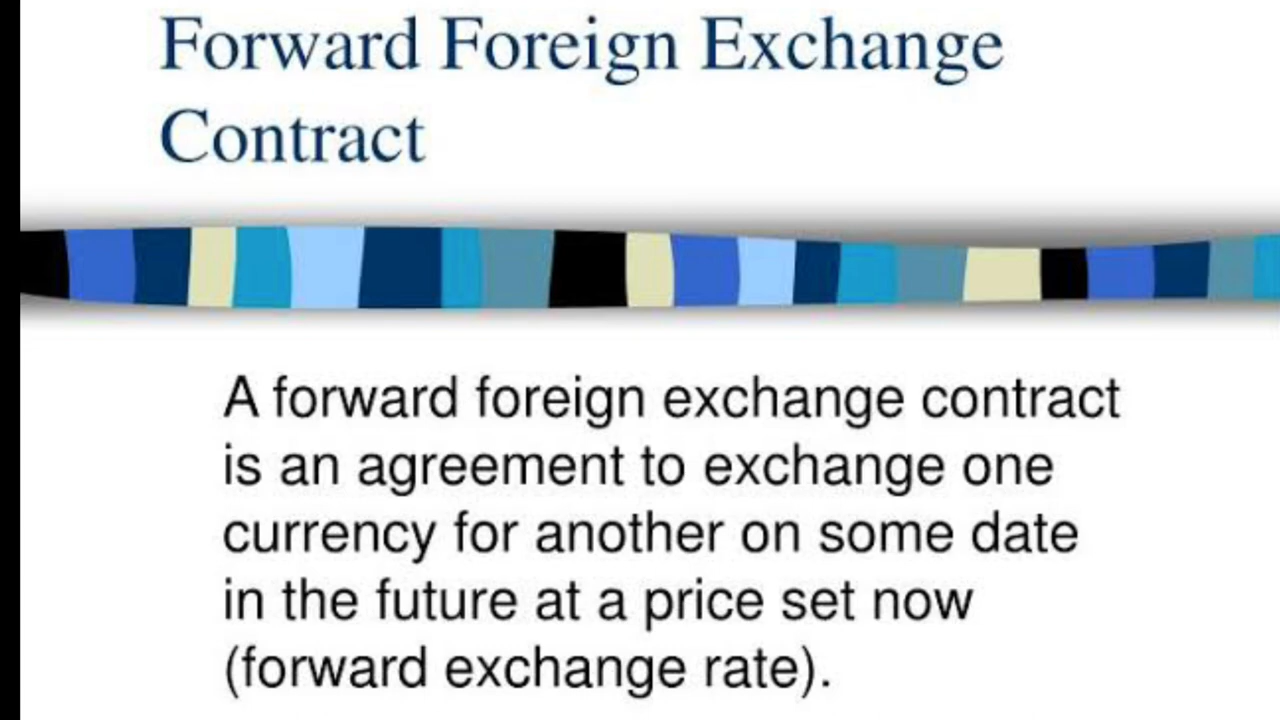 Forward Foreign Exchange
Contract
A forward foreign exchange contract
is an agreement to exchange one
currency for another on some date
in the future at a price set now
(forward exchange rate).